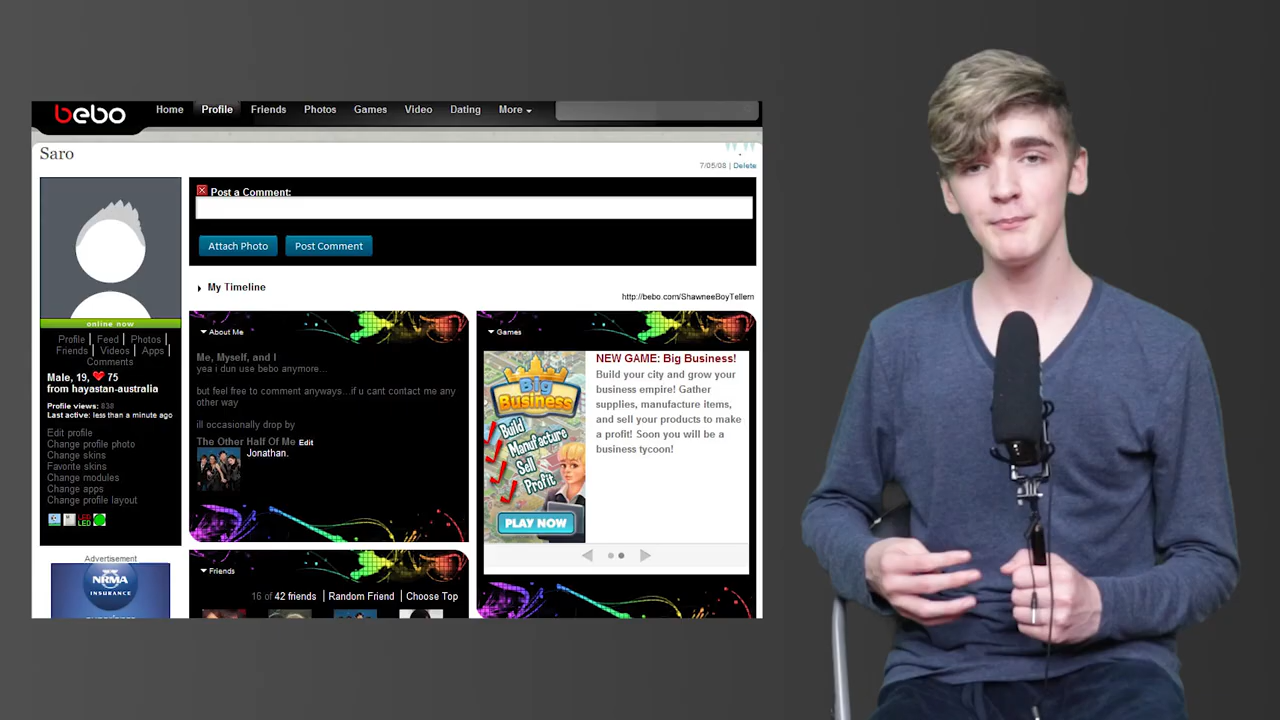 bebo
Home Profile Friends Photos Games Video Dating More
Saro
7/05/08 | Delete
Post a Comment:
Attach Photo Post Comment
My Timeline
http://bebo.com/ShawneeBoyTellem
online now
Profile | Feed | Photos |
Friends | Videos | Apps |
Comments
Male, 19, 75
from hayastan-australia
Profile views: 838
Last active: less than a minute ago
Edit profile
Change profile photo
Change skins
Favorite skins
Change modules
Change apps
Change profile layout
LED
Advertisement
NRMA
INSURANCE
About Me
Me, Myself, and I
yea i dun use bebo anymore...
but feel free to comment anyways...if u cant contact me any
other way
ill occasionally drop by
The Other Half Of Me Edit
Jonathan.
Friends
16 of 42 friends | Random Friend | Choose Top
Games
Big
Business
Build
Manufacture
Sell
Profit
PLAY NOW
NEW GAME: Big Business!
Build your city and grow your
business empire! Gather
supplies, manufacture items,
and sell your products to make
a profit! Soon you will be a
business tycoon!